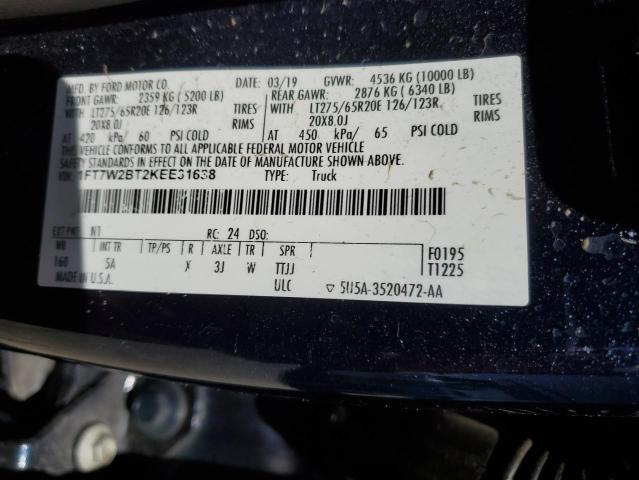 MFD. BY FORD MOTOR CO.
DATE: 03/19 GVWR: 4536 KG (10000 LB)
FRONT GAWR: 2359 KG (5200 LB) REAR GAWR: 2876 KG (6340 LB)
WITH LT275/65R20E 126/123R TIRES WITH LT275/65R20E 126/123R TIRES
20X8.0J RIMS 20X8.0J RIMS
AT 420 kPa/ 60 PSI COLD AT 450 kPa/ 65 PSI COLD
THIS VEHICLE CONFORMS TO ALL APPLICABLE FEDERAL MOTOR VEHICLE
SAFETY STANDARDS IN EFFECT ON THE DATE OF MANUFACTURE SHOWN ABOVE.
VIN: 1FT7W2BT2KEE31638 TYPE: Truck
EXT PNT: N1 RC: 24 DSO:
WB INT TR TP/PS R AXLE TR SPR F0195
160 5A X 3J W TTJJ T1225
MADE IN U.S.A. ULC ▽ 5U5A-3520472-AA